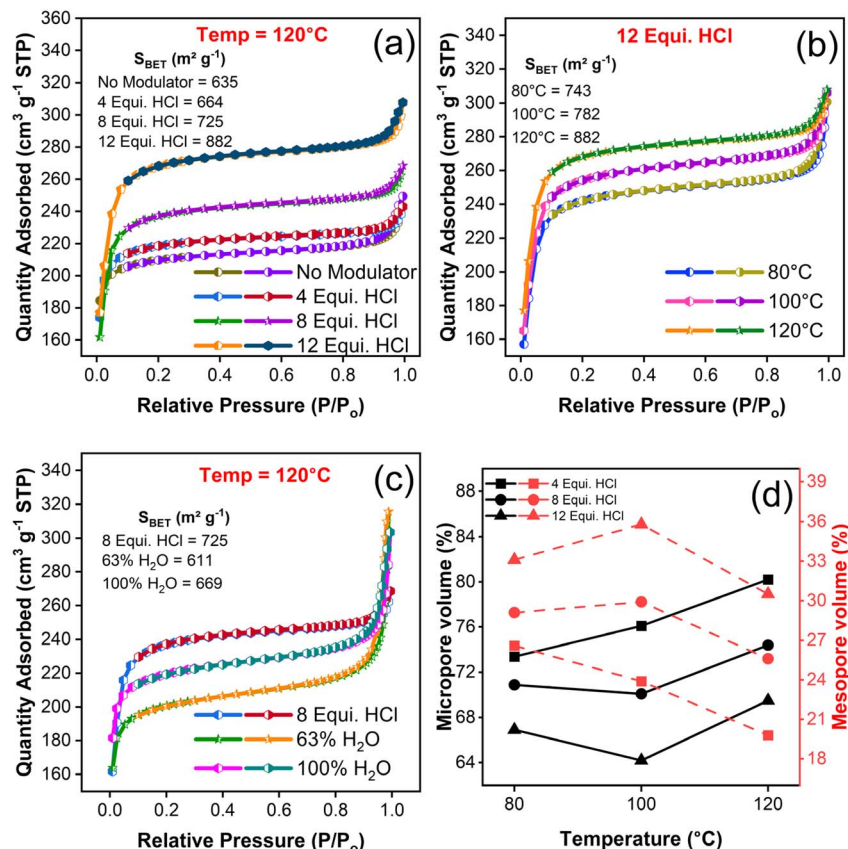 (a)
Temp = 120°C
S_BET (m² g⁻¹)
No Modulator = 635
4 Equi. HCl = 664
8 Equi. HCl = 725
12 Equi. HCl = 882
No Modulator
4 Equi. HCl
8 Equi. HCl
12 Equi. HCl
360
340
320
300
280
260
240
220
200
180
160
Quantity Adsorbed (cm³ g⁻¹ STP)
0.0 0.2 0.4 0.6 0.8 1.0
Relative Pressure (P/Pₒ)
(b)
12 Equi. HCl
S_BET (m² g⁻¹)
80°C = 743
100°C = 782
120°C = 882
80°C
100°C
120°C
340
320
300
280
260
240
220
200
180
160
Quantity Adsorbed (cm³ g⁻¹ STP)
0.0 0.2 0.4 0.6 0.8 1.0
Relative Pressure (P/Pₒ)
(c)
Temp = 120°C
S_BET (m² g⁻¹)
8 Equi. HCl = 725
63% H₂O = 611
100% H₂O = 669
8 Equi. HCl
63% H₂O
100% H₂O
340
320
300
280
260
240
220
200
180
160
Quantity Adsorbed (cm³ g⁻¹ STP)
0.0 0.2 0.4 0.6 0.8 1.0
Relative Pressure (P/Pₒ)
(d)
4 Equi. HCl
8 Equi. HCl
12 Equi. HCl
88
84
80
76
72
68
64
Micropore volume (%)
39
36
33
30
27
24
21
18
Mesopore volume (%)
80 100 120
Temperature (°C)